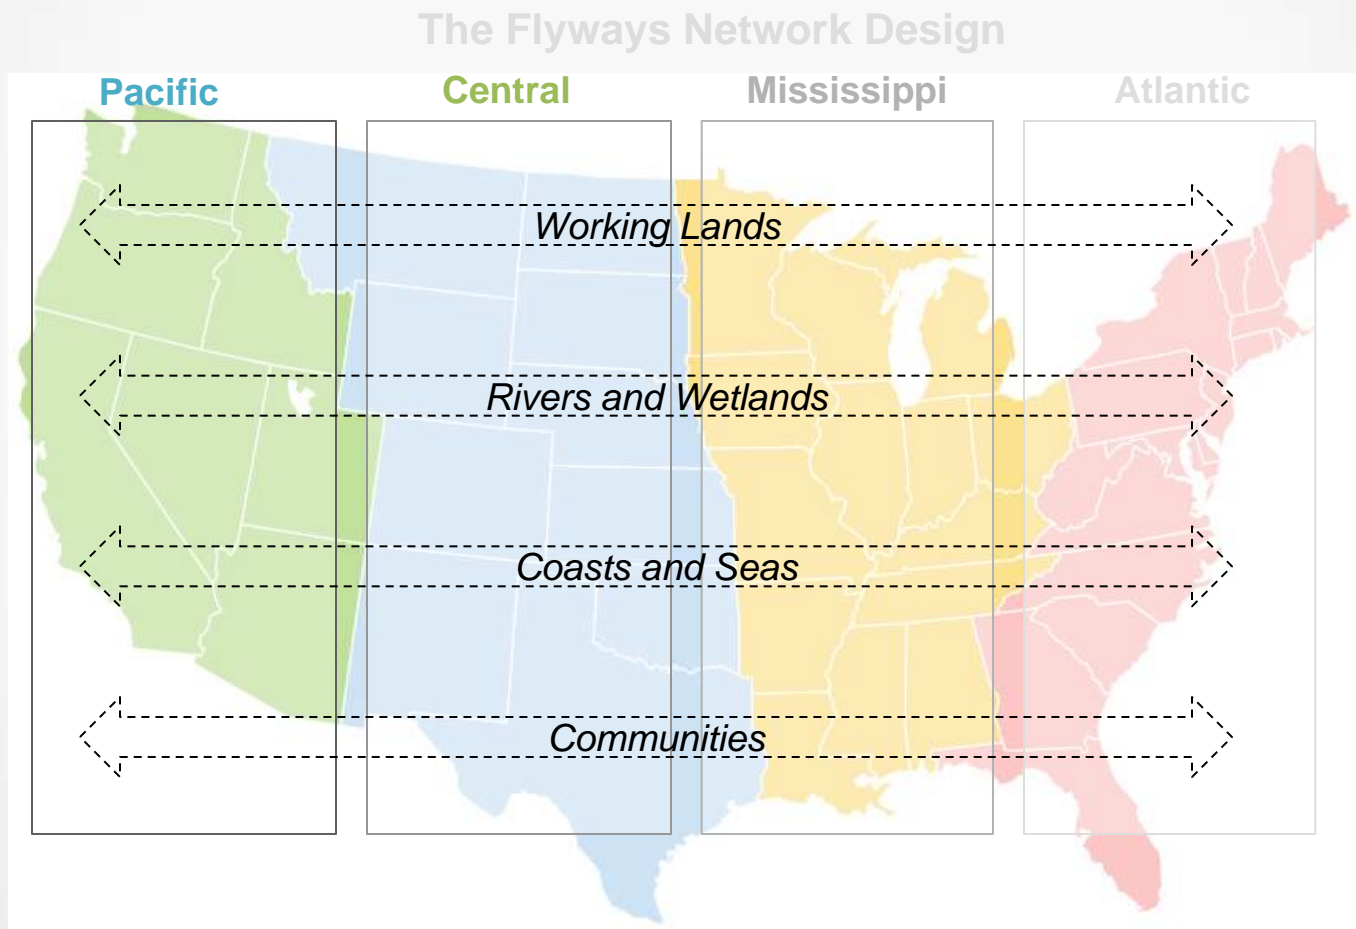 The Flyways Network Design
Pacific Central Mississippi Atlantic
Working Lands
Rivers and Wetlands
Coasts and Seas
Communities